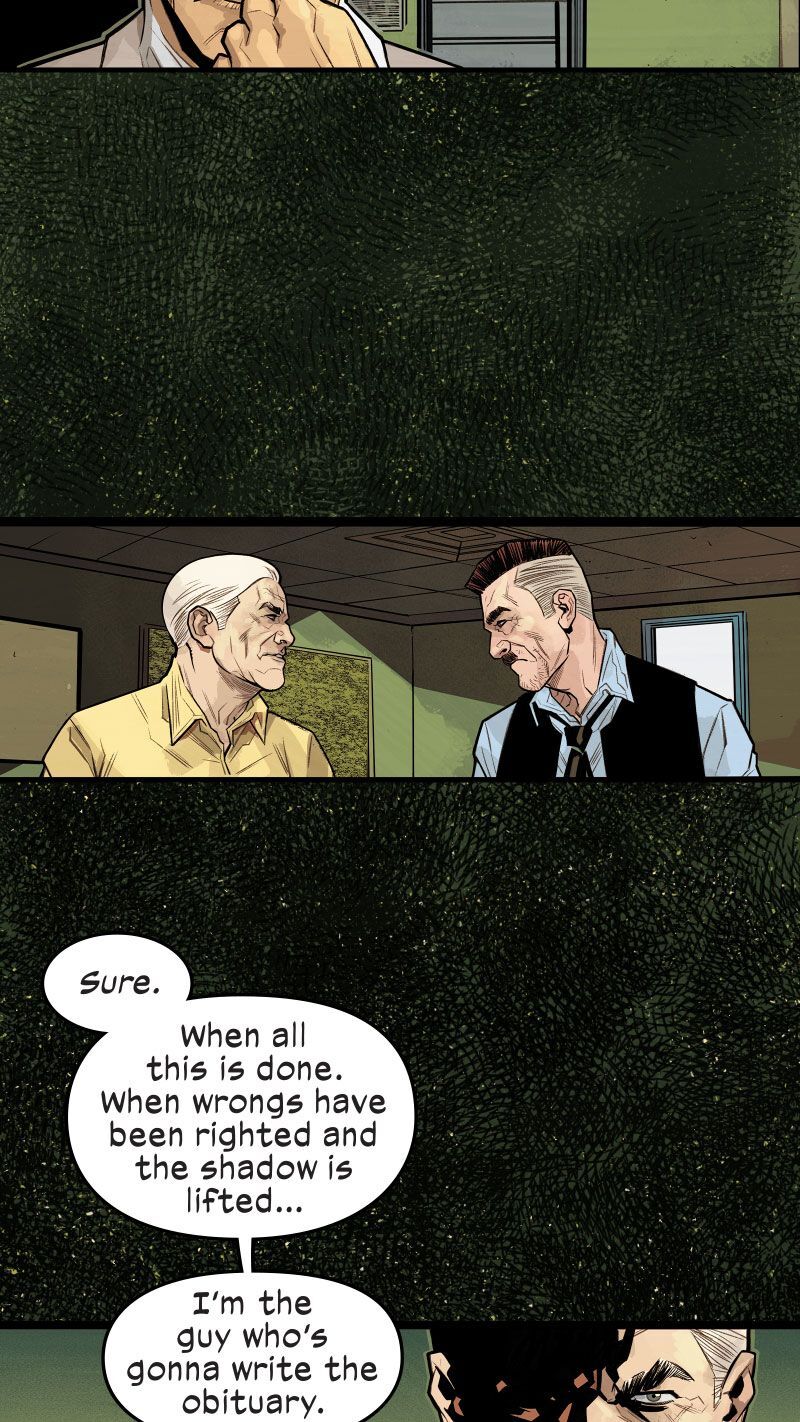 Sure.
When all
this is done.
When wrongs have
been righted and
the shadow is
lifted...
I'm the
guy who's
gonna write the
obituary.